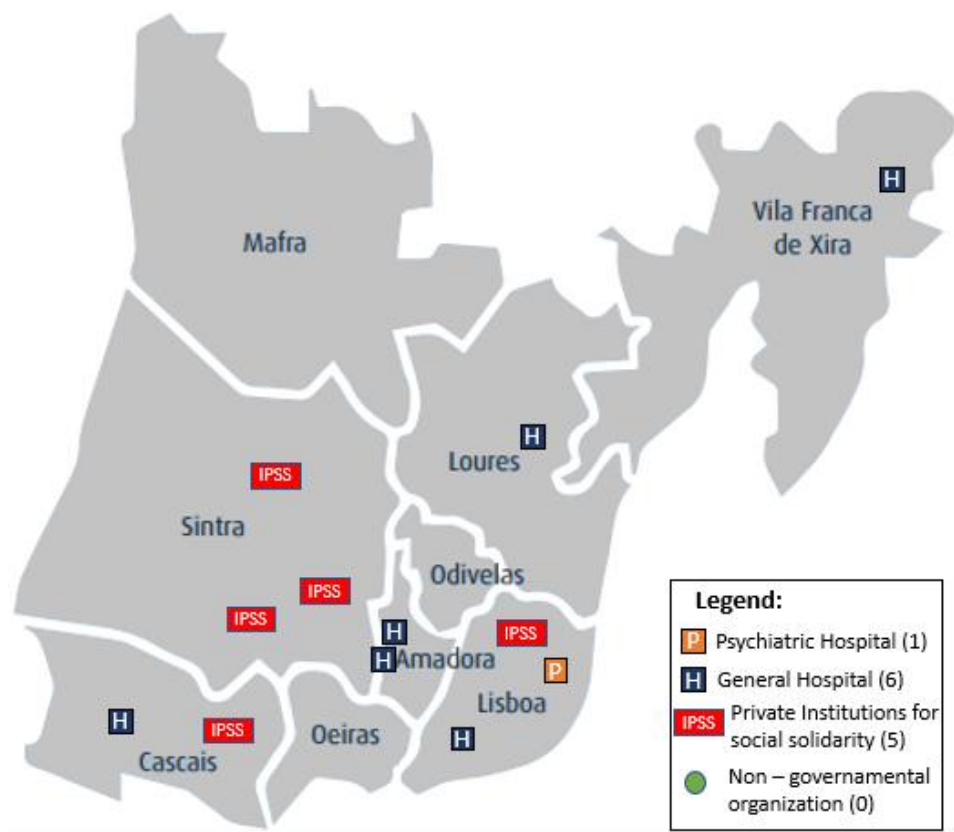 H
Vila Franca
de Xira
Mafra
H
Loures
IPSS
Sintra
Odivelas
IPSS
IPSS
H
IPSS
H
Amadora
P
Lisboa
H
IPSS
Oeiras
H
Cascais
Legend:
P Psychiatric Hospital (1)
H General Hospital (6)
IPSS Private Institutions for
social solidarity (5)
Non – governamental
organization (0)